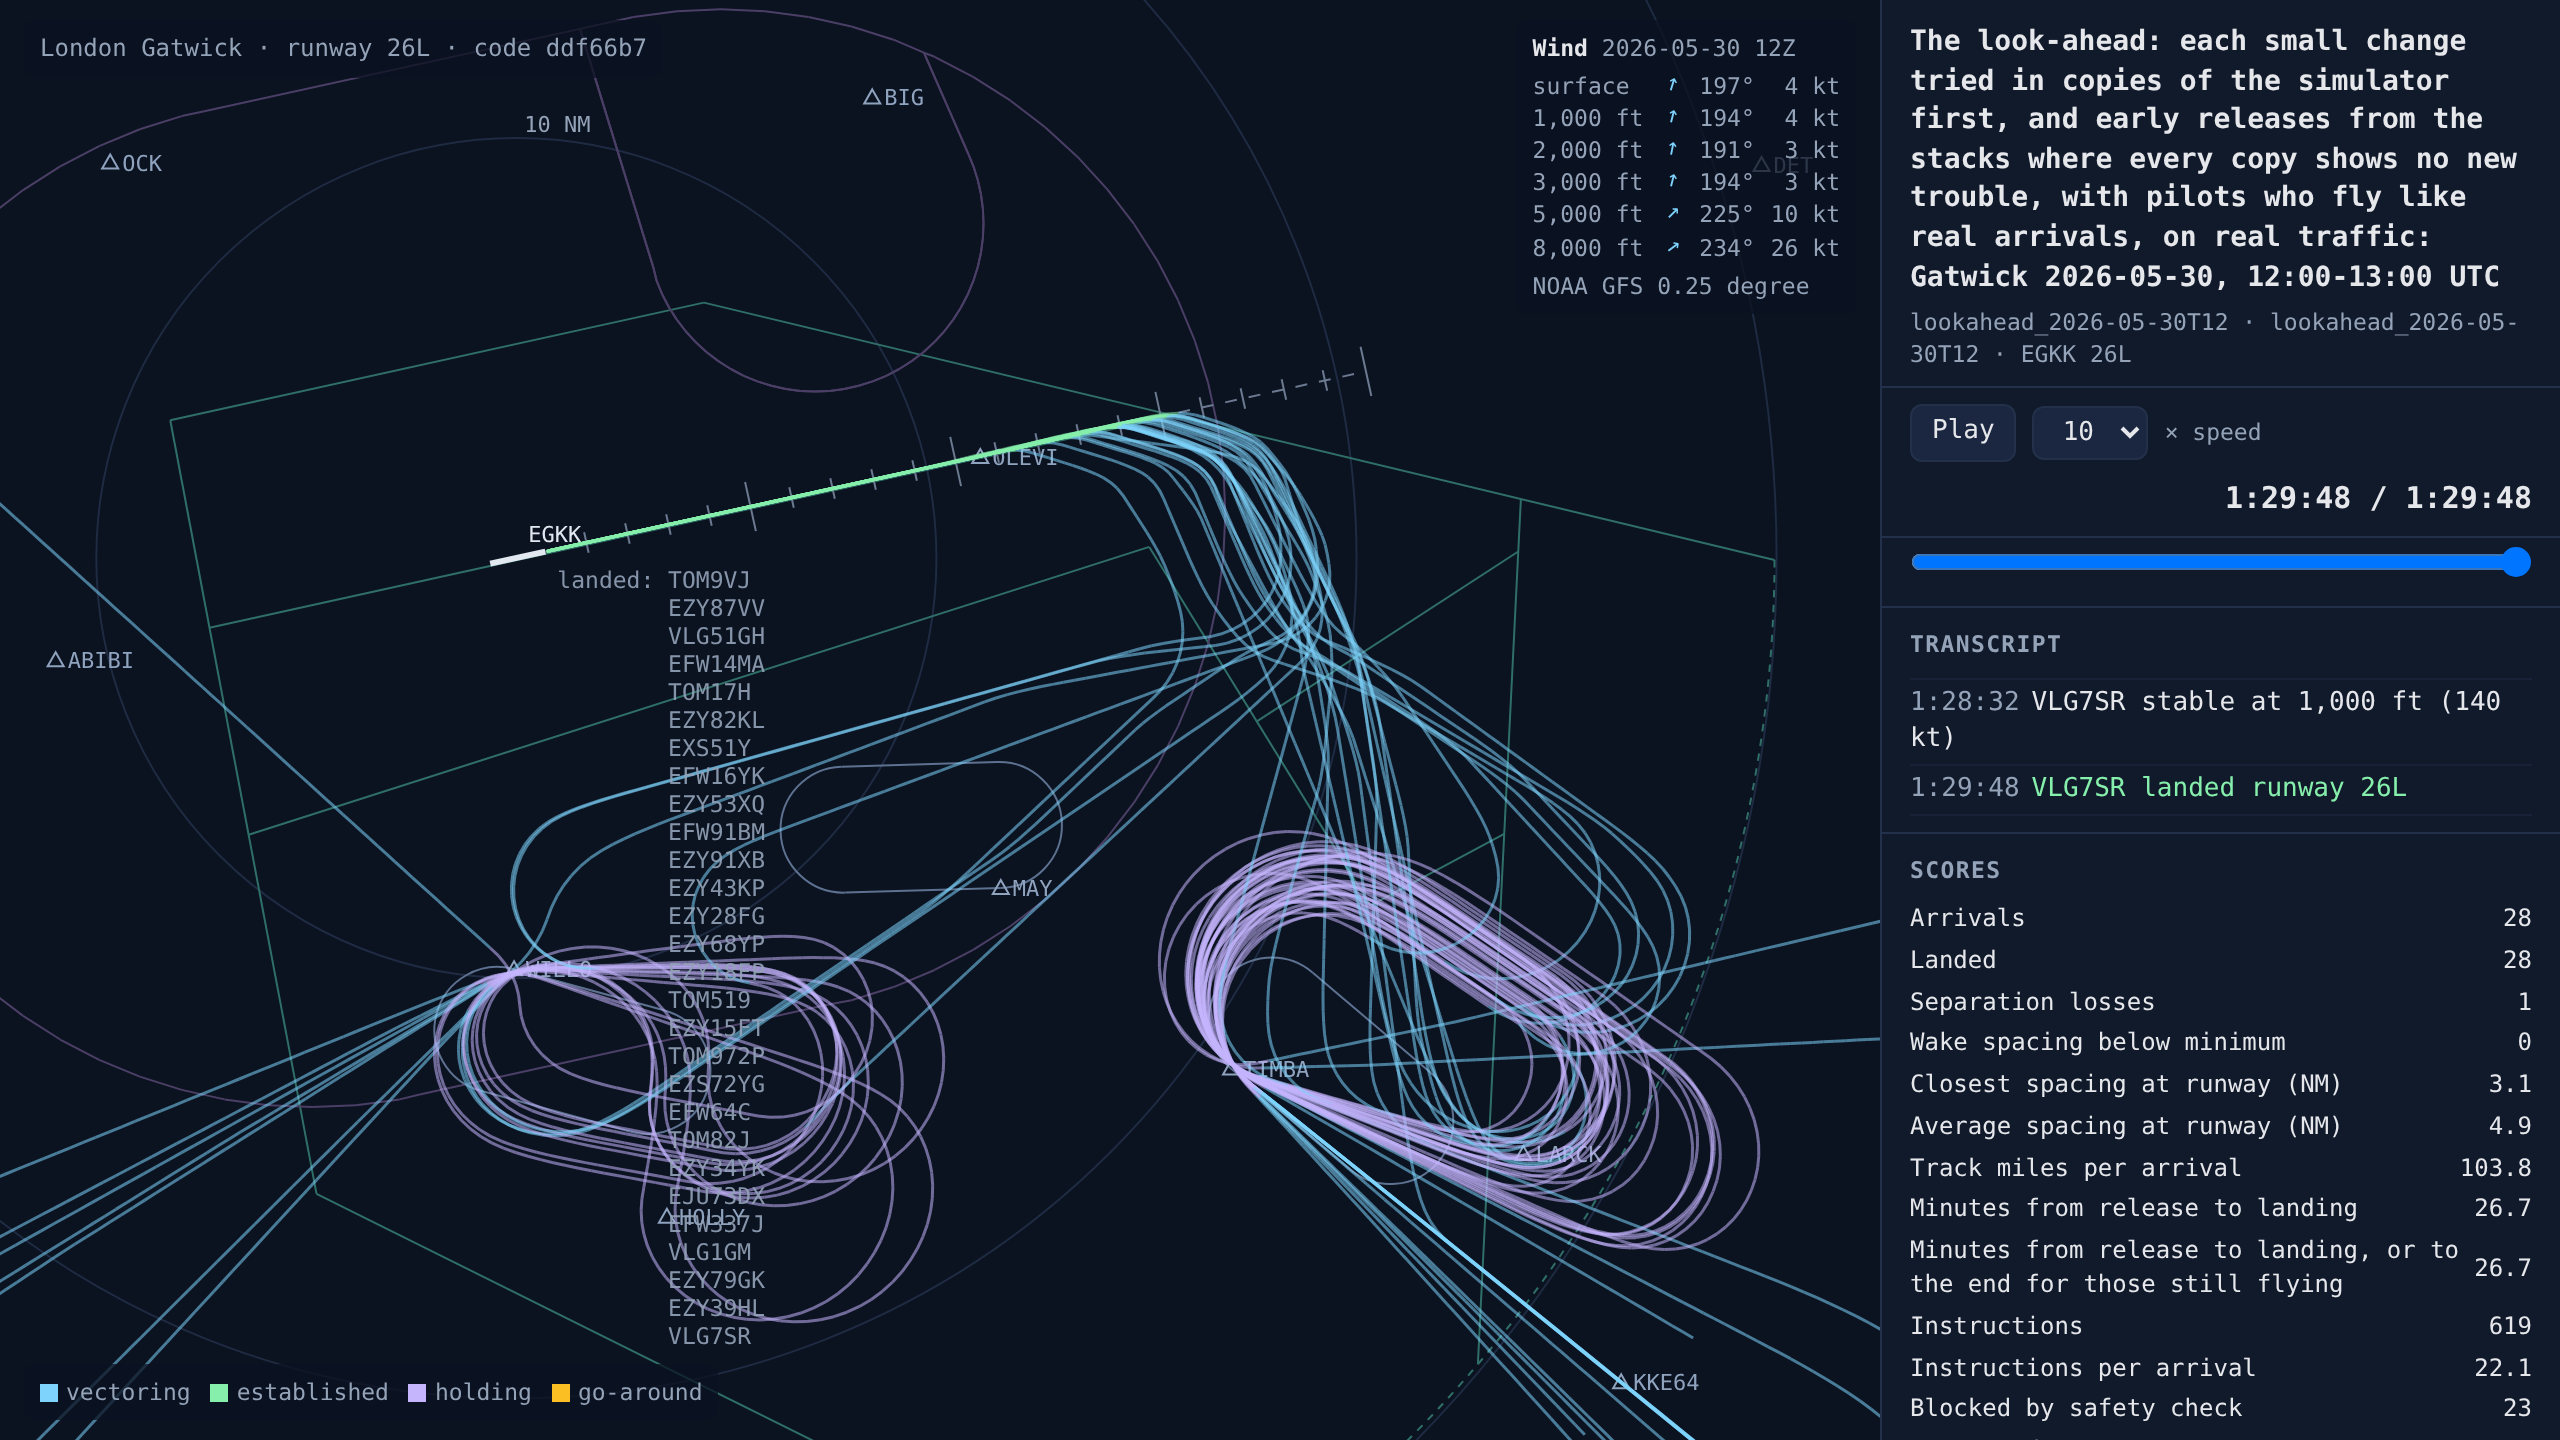 London Gatwick · runway 26L · code ddf66b7
BIG
10 NM
OCK
Wind 2026-05-30 12Z
surface ↑ 197° 4 kt
1,000 ft ↑ 194° 4 kt
2,000 ft ↑ 191° 3 kt
DET
3,000 ft ↑ 194° 3 kt
5,000 ft ↗ 225° 10 kt
8,000 ft ↗ 234° 26 kt
NOAA GFS 0.25 degree
ULEVI
EGKK
ABIBI
landed: TOM9VJ
EZY87VV
VLG51GH
EFW14MA
TOM17H
EZY82KL
EXS51Y
EFW16YK
EZY53XQ
EFW91BM
EZY91XB
EZY43KP
MAY
EZY28FG
EZY68YP
WILLO
TOM519
EZY15FT
TOM972P
TIMBA
EZS72YG
EFW64C
TOM82J
LARCK
EZY34YK
EJU73DX
HOLLY
EFW337J
VLG1GM
EZY79GK
EZY39HL
VLG7SR
KKE64
vectoring established holding go-around
The look-ahead: each small change
tried in copies of the simulator
first, and early releases from the
stacks where every copy shows no new
trouble, with pilots who fly like
real arrivals, on real traffic:
Gatwick 2026-05-30, 12:00-13:00 UTC
lookahead_2026-05-30T12 · lookahead_2026-05-
30T12 · EGKK 26L
Play 10 × speed
1:29:48 / 1:29:48
TRANSCRIPT
1:28:32 VLG7SR stable at 1,000 ft (140
kt)
1:29:48 VLG7SR landed runway 26L
SCORES
Arrivals 28
Landed 28
Separation losses 1
Wake spacing below minimum 0
Closest spacing at runway (NM) 3.1
Average spacing at runway (NM) 4.9
Track miles per arrival 103.8
Minutes from release to landing 26.7
Minutes from release to landing, or to
the end for those still flying 26.7
Instructions 619
Instructions per arrival 22.1
Blocked by safety check 23